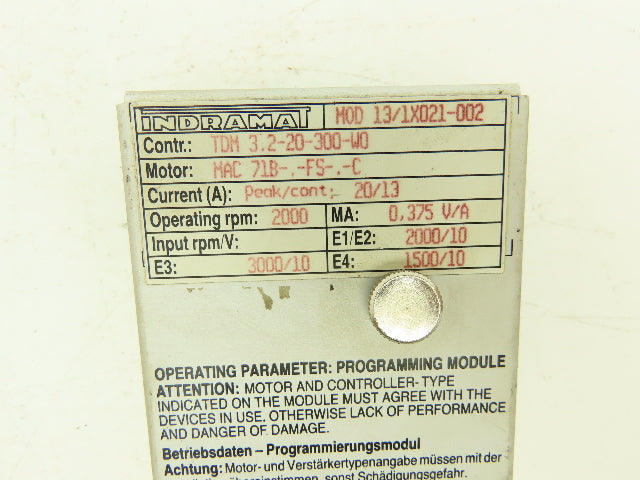 INDRAMAT MOD 13/1X021-002
Contr.: TDM 3.2-20-300-W0
Motor: MAC 71B-.-FS-.-C
Current (A): Peak/cont: 20/13
Operating rpm: 2000 MA: 0,375 V/A
Input rpm/V: E1/E2: 2000/10
E3: 3000/10 E4: 1500/10
OPERATING PARAMETER: PROGRAMMING MODULE
ATTENTION: MOTOR AND CONTROLLER-TYPE
INDICATED ON THE MODULE MUST AGREE WITH THE
DEVICES IN USE. OTHERWISE LACK OF PERFORMANCE
AND DANGER OF DAMAGE.
Betriebsdaten – Programmierungsmodul
Achtung: Motor- und Verstärkertypenangabe müssen mit der
übereinstimmen, sonst Schädigungsgefahr.